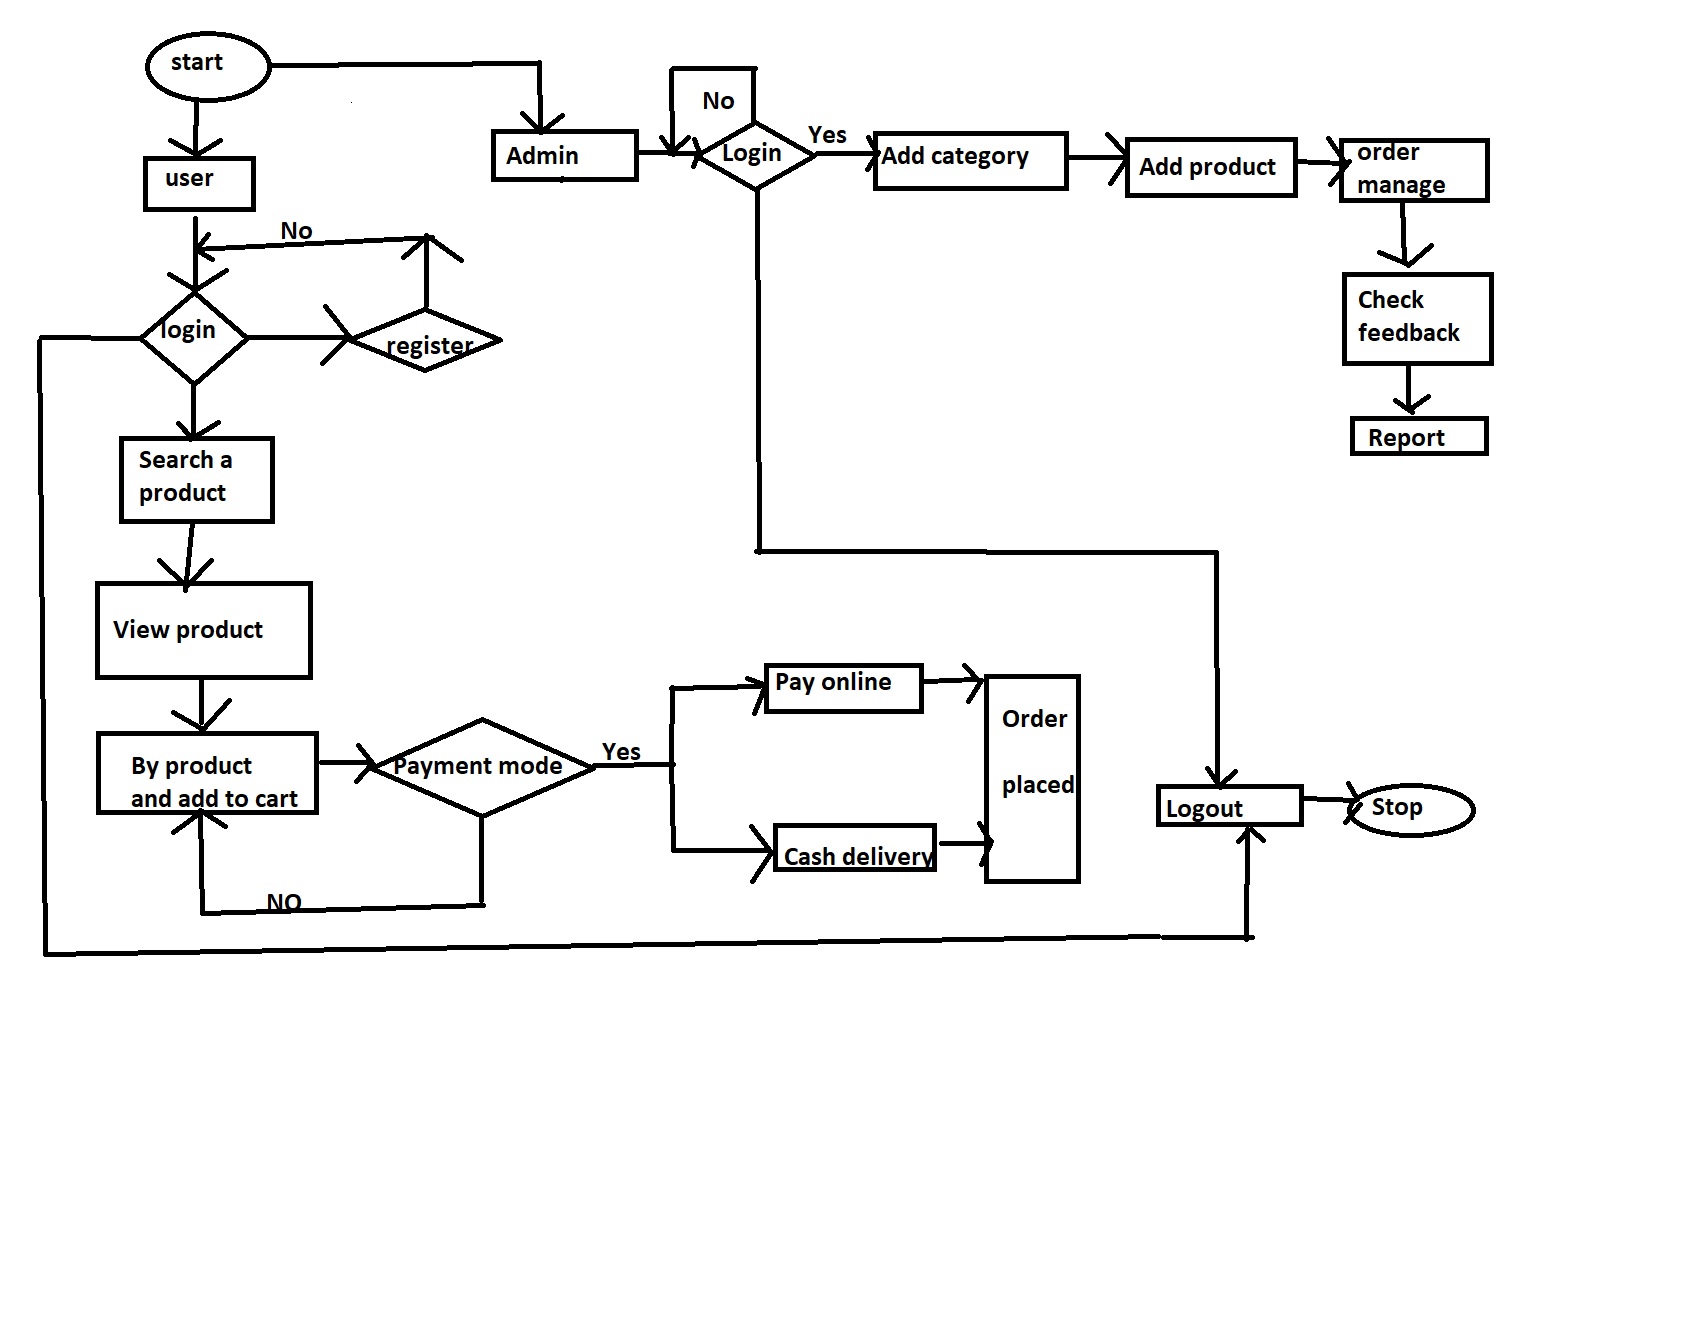 start
No
Admin
Login
Yes
Add category
Add product
order
manage
user
No
login
register
Check
feedback
Report
Search a
product
View product
By product
and add to cart
Payment mode
Yes
Pay online
Cash delivery
Order
placed
NO
Logout
Stop